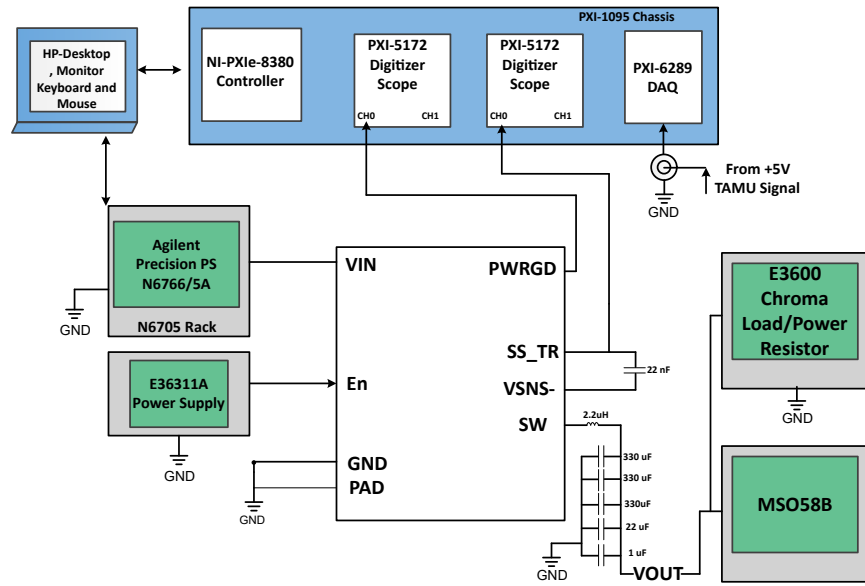 PXI-1095 Chassis
HP-Desktop
, Monitor
Keyboard and
Mouse
NI-PXIe-8380
Controller
PXI-5172
Digitizer
Scope
CH0 CH1
PXI-5172
Digitizer
Scope
CH0 CH1
PXI-6289
DAQ
From +5V
TAMU Signal
GND
Agilent
Precision PS
N6766/5A
N6705 Rack
GND
E36311A
Power Supply
GND
VIN
En
GND
PAD
GND
PWRGD
SS_TR
VSNS-
SW
22 nF
2.2uH
330 uF
330 uF
330uF
22 uF
1 uF
GND
VOUT
E3600
Chroma
Load/Power
Resistor
GND
MSO58B